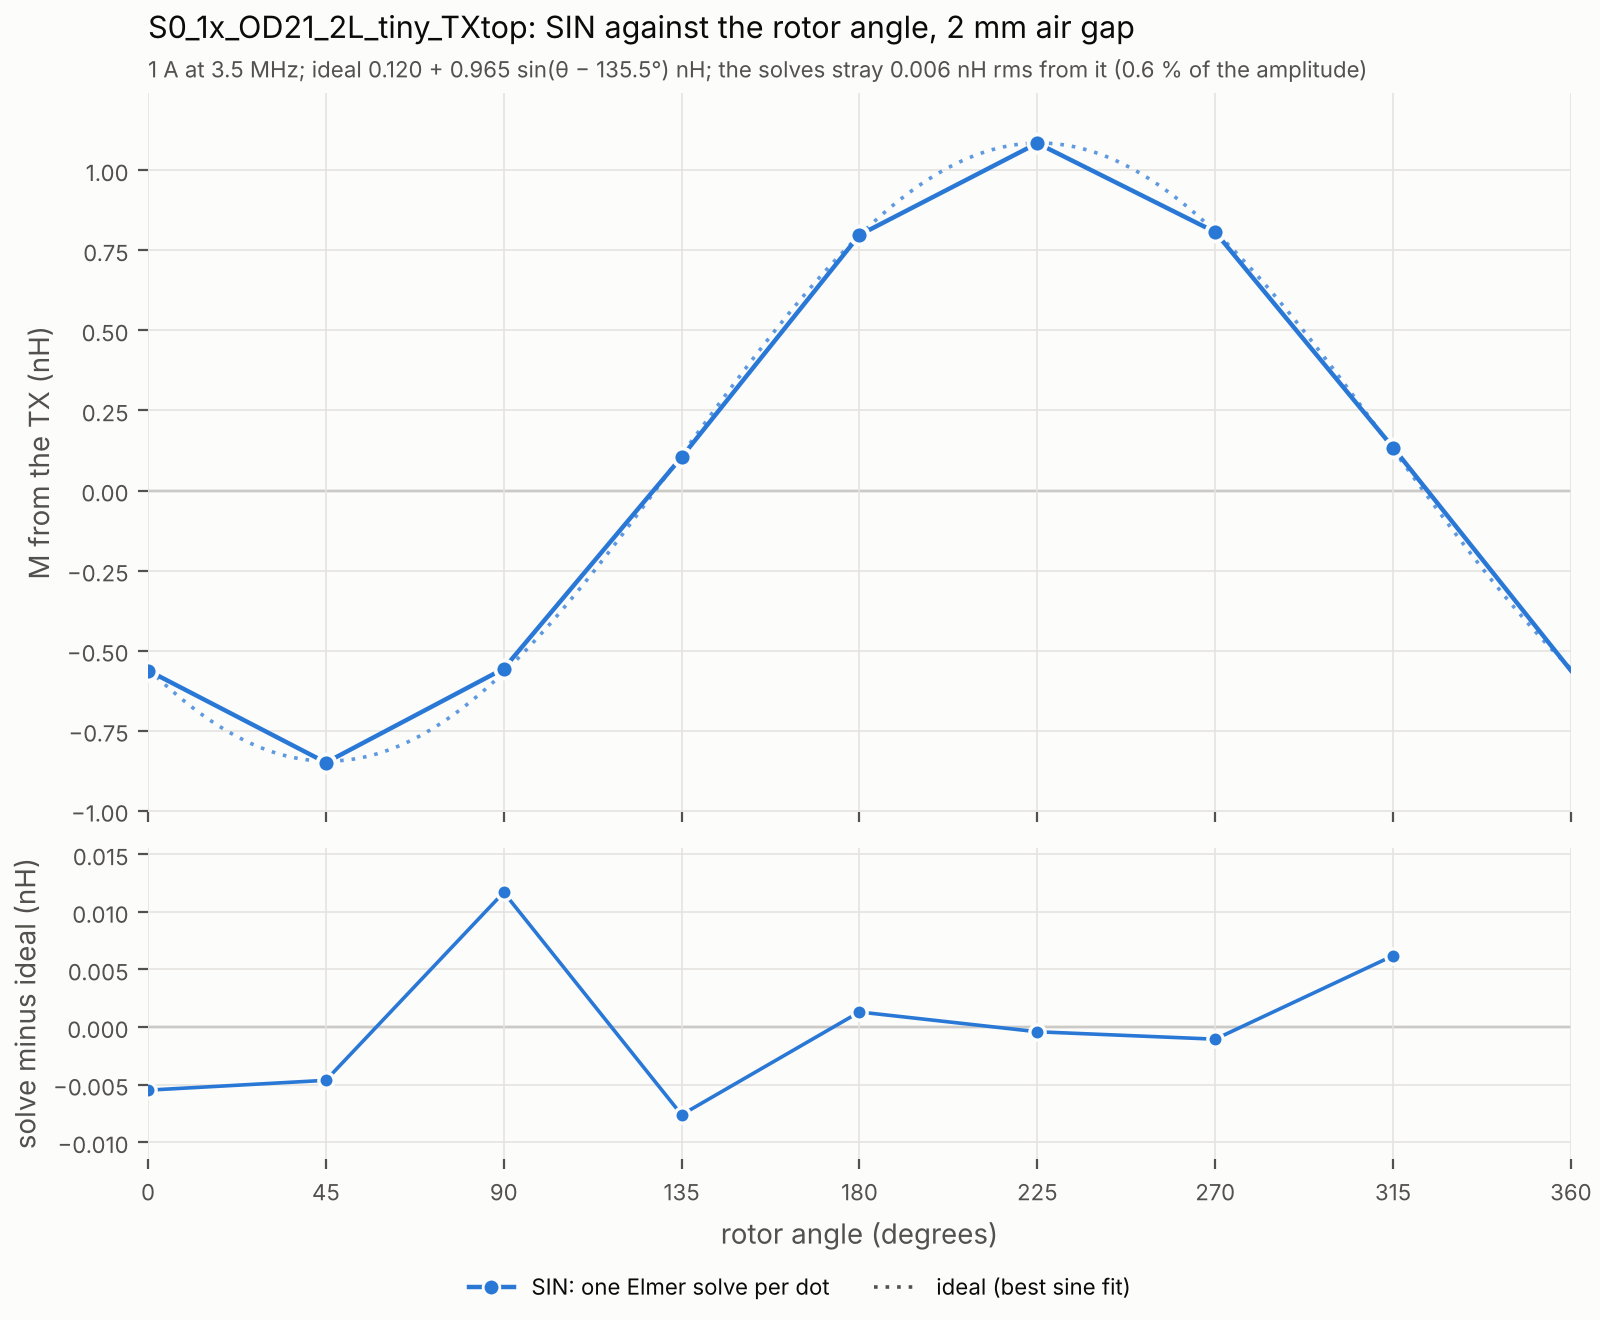 S0_1x_OD21_2L_tiny_TXtop: SIN against the rotor angle, 2 mm air gap
1 A at 3.5 MHz; ideal 0.120 + 0.965 sin(θ − 135.5°) nH; the solves stray 0.006 nH rms from it (0.6 % of the amplitude)
M from the TX (nH)
1.00
0.75
0.50
0.25
0.00
−0.25
−0.50
−0.75
−1.00
solve minus ideal (nH)
0.015
0.010
0.005
0.000
−0.005
−0.010
0 45 90 135 180 225 270 315 360
rotor angle (degrees)
SIN: one Elmer solve per dot
ideal (best sine fit)